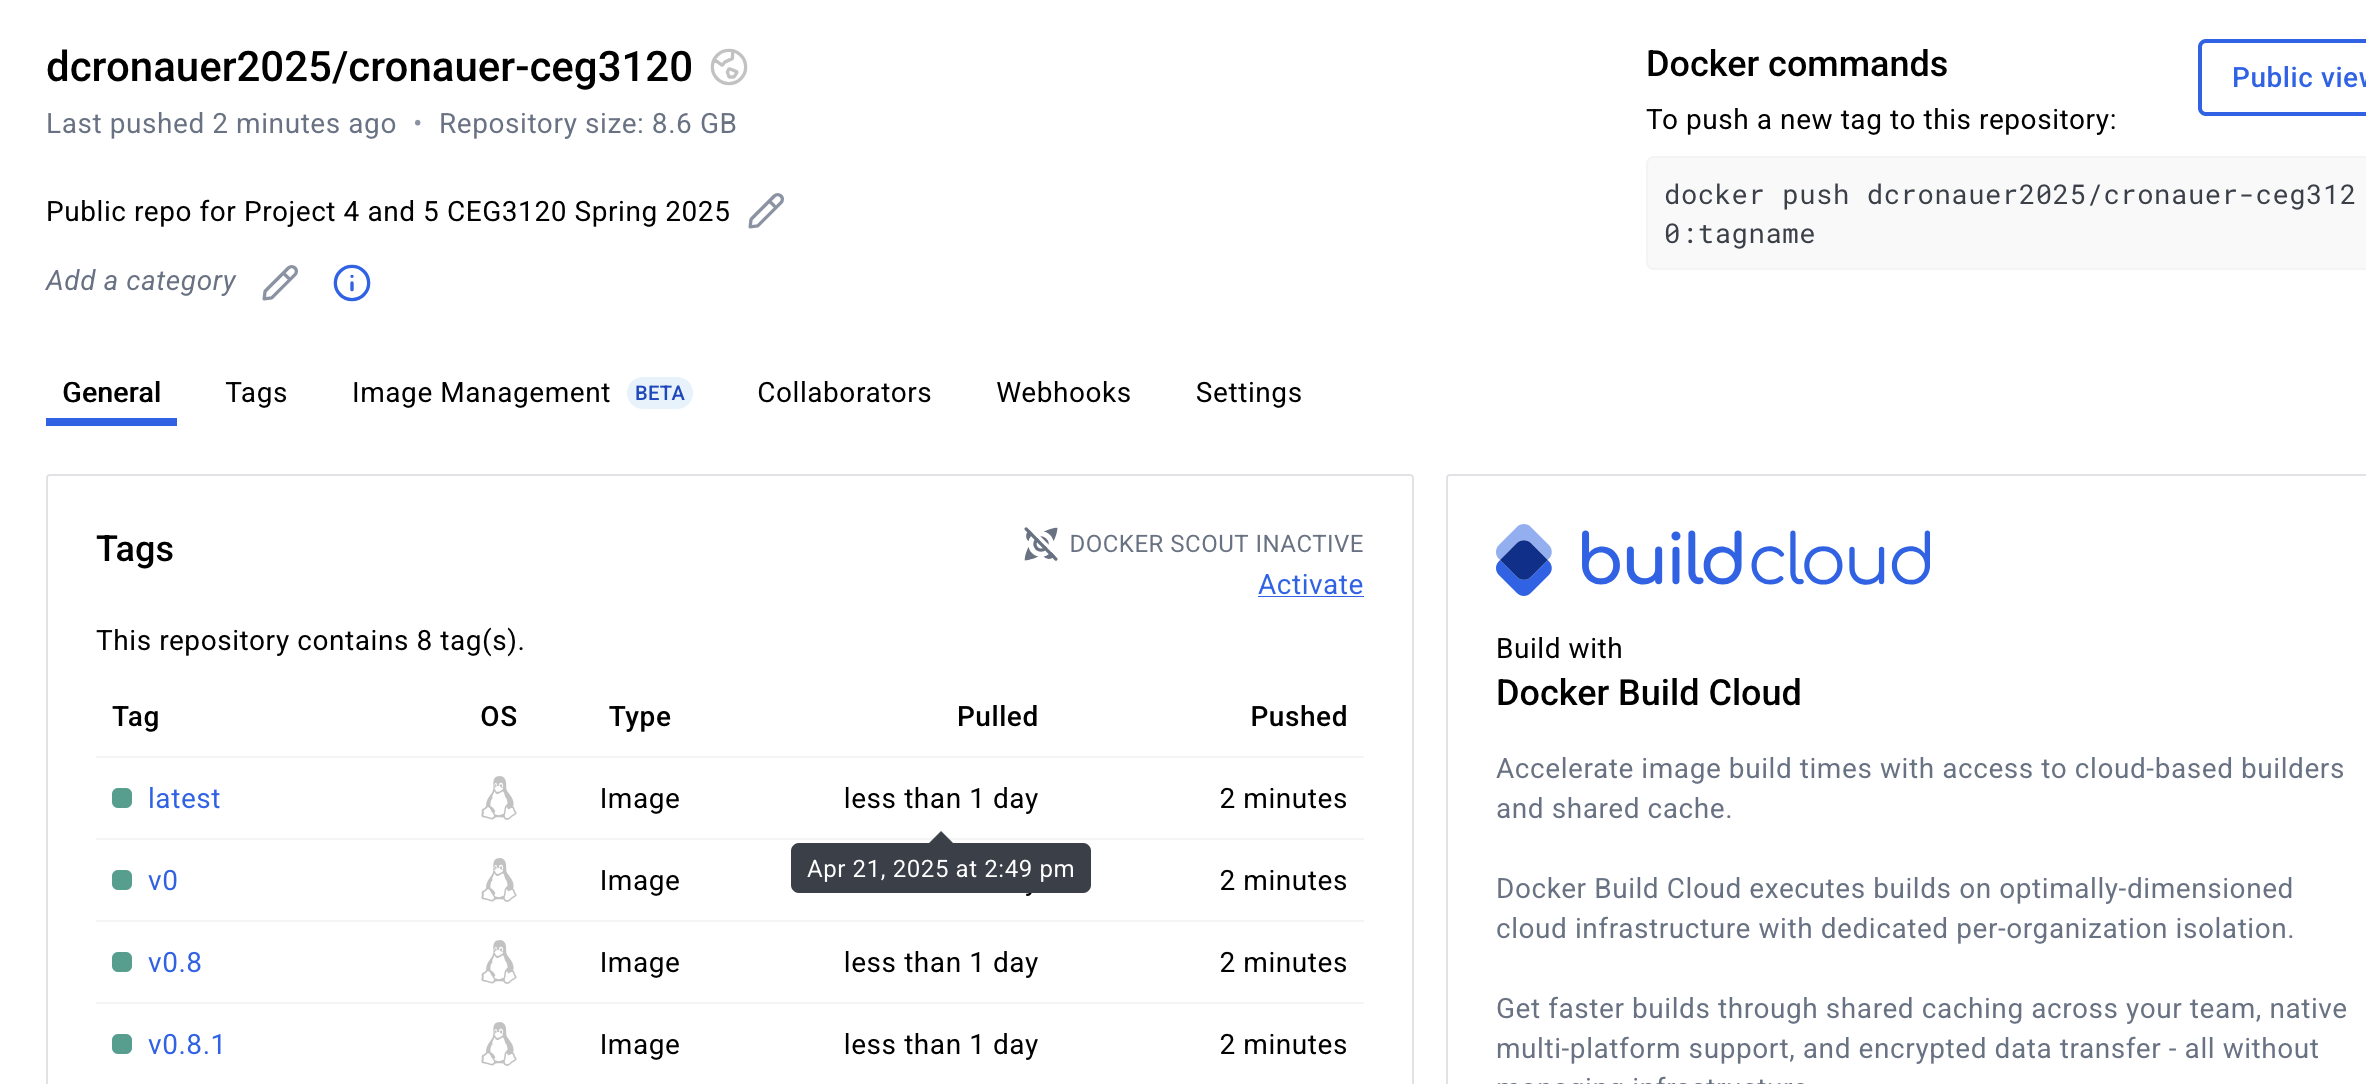 dcronauer2025/cronauer-ceg3120
Last pushed 2 minutes ago • Repository size: 8.6 GB
Public repo for Project 4 and 5 CEG3120 Spring 2025
Add a category
Docker commands
To push a new tag to this repository:
Public view
docker push dcronauer2025/cronauer-ceg312
0:tagname
General Tags Image Management BETA Collaborators Webhooks Settings
Tags
DOCKER SCOUT INACTIVE
Activate
This repository contains 8 tag(s).
Tag OS Type Pulled Pushed
latest Image less than 1 day 2 minutes
Apr 21, 2025 at 2:49 pm
v0 Image 2 minutes
v0.8 Image less than 1 day 2 minutes
v0.8.1 Image less than 1 day 2 minutes
buildcloud
Build with
Docker Build Cloud
Accelerate image build times with access to cloud-based builders
and shared cache.
Docker Build Cloud executes builds on optimally-dimensioned
cloud infrastructure with dedicated per-organization isolation.
Get faster builds through shared caching across your team, native
multi-platform support, and encrypted data transfer - all without